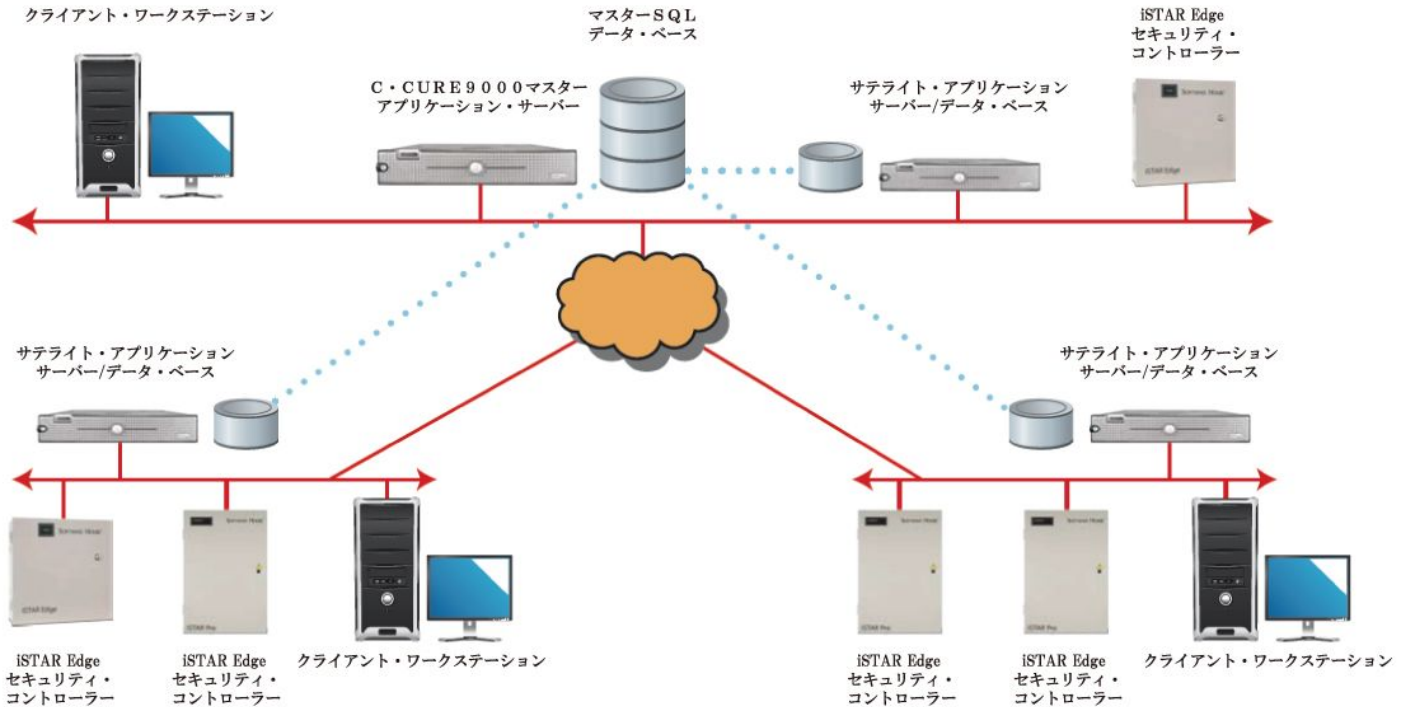 クライアント・ワークステーション
マスターＳＱＬ
データ・ベース
iSTAR Edge
セキュリティ・
コントローラー
Ｃ・ＣＵＲＥ９０００マスター
アプリケーション・サーバー
サテライト・アプリケーション
サーバー/データ・ベース
iSTAR Edge
サテライト・アプリケーション
サーバー/データ・ベース
サテライト・アプリケーション
サーバー/データ・ベース
iSTAR Edge
iSTAR Pro
iSTAR Pro
iSTAR Pro
iSTAR Edge
セキュリティ・
コントローラー
iSTAR Edge
セキュリティ・
コントローラー
クライアント・ワークステーション
iSTAR Edge
セキュリティ・
コントローラー
iSTAR Edge
セキュリティ・
コントローラー
クライアント・ワークステーション